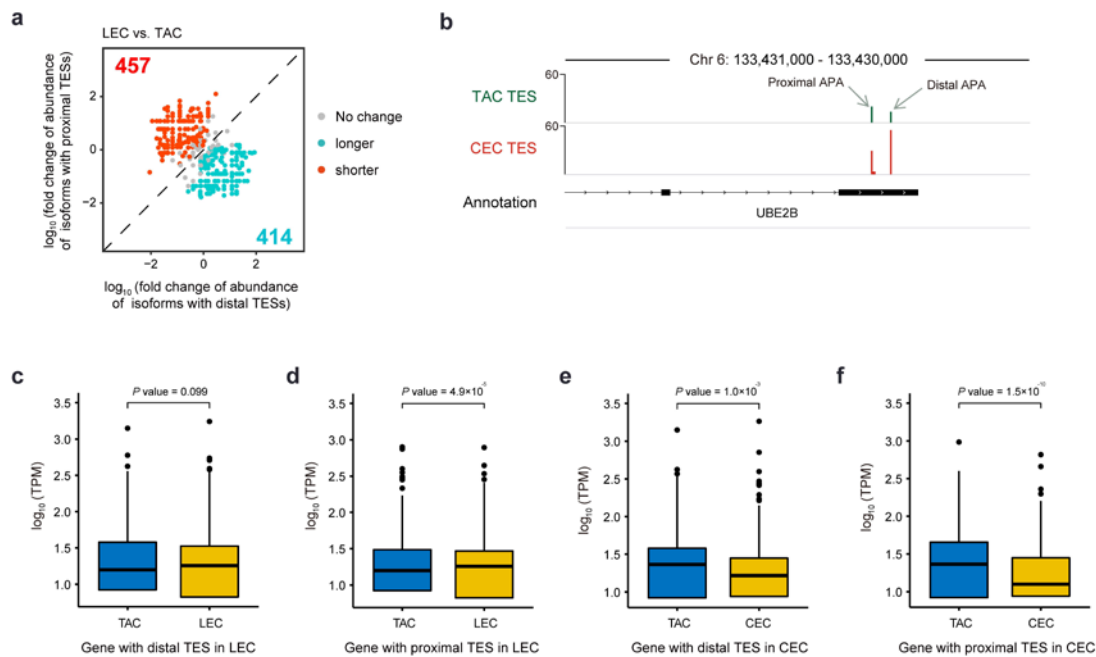 a
LEC vs. TAC
457
414
2
0
−2
−2
0
2
log10 (fold change of abundance
of isoforms with proximal TESs)
log10 (fold change of abundance
of isoforms with distal TESs)
No change
longer
shorter
b
Chr 6: 133,431,000 - 133,430,000
Proximal APA
Distal APA
60
TAC TES
60
CEC TES
Annotation
UBE2B
c
P value = 0.099
3.5
3.0
2.5
2.0
1.5
1.0
log10 (TPM)
TAC
LEC
Gene with distal TES in LEC
d
P value = 4.9×10-5
3.5
3.0
2.5
2.0
1.5
1.0
log10 (TPM)
TAC
LEC
Gene with proximal TES in LEC
e
P value = 1.0×10-3
3.5
3.0
2.5
2.0
1.5
1.0
log10 (TPM)
TAC
CEC
Gene with distal TES in CEC
f
P value = 1.5×10-10
3.5
3.0
2.5
2.0
1.5
1.0
log10 (TPM)
TAC
CEC
Gene with proximal TES in CEC